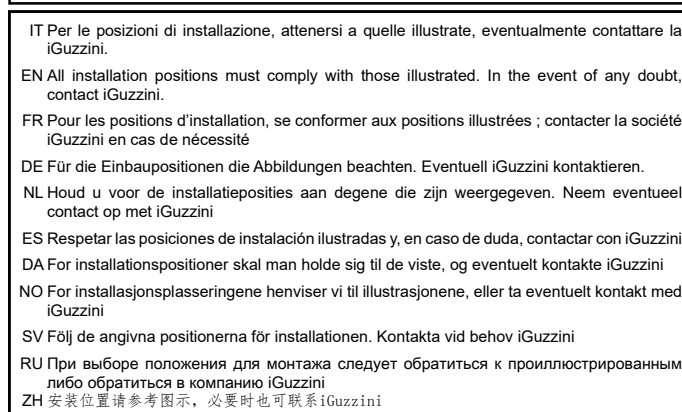 IT Per le posizioni di installazione, attenersi a quelle illustrate, eventualmente contattare la
iGuzzini.
EN All installation positions must comply with those illustrated. In the event of any doubt,
contact iGuzzini.
FR Pour les positions d'installation, se conformer aux positions illustrées ; contacter la société
iGuzzini en cas de nécessité
DE Für die Einbaupositionen die Abbildungen beachten. Eventuell iGuzzini kontaktieren.
NL Houd u voor de installatieposities aan degene die zijn weergegeven. Neem eventueel
contact op met iGuzzini
ES Respetar las posiciones de instalación ilustradas y, en caso de duda, contactar con iGuzzini
DA For installationspositioner skal man holde sig til de viste, og eventuelt kontakte iGuzzini
NO For installasjonsplasseringene henviser vi til illustrasjonene, eller ta eventuelt kontakt med
iGuzzini
SV Följ de angivna positionerna för installationen. Kontakta vid behov iGuzzini
RU При выборе положения для монтажа следует обратиться к проиллюстрированным
либо обратиться в компанию iGuzzini
ZH 安装位置请参考图示，必要时也可联系iGuzzini